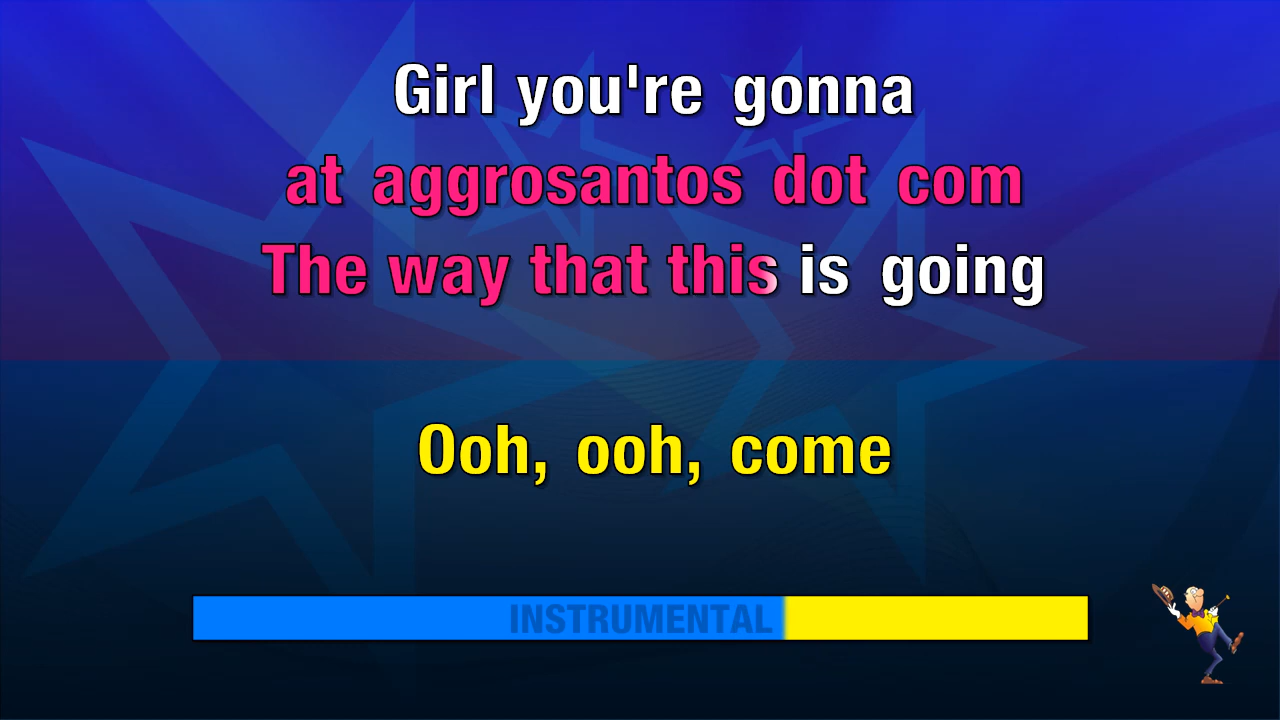 Girl you're gonna
at aggrosantos dot com
The way that this is going
Ooh, ooh, come
INSTRUMENTAL